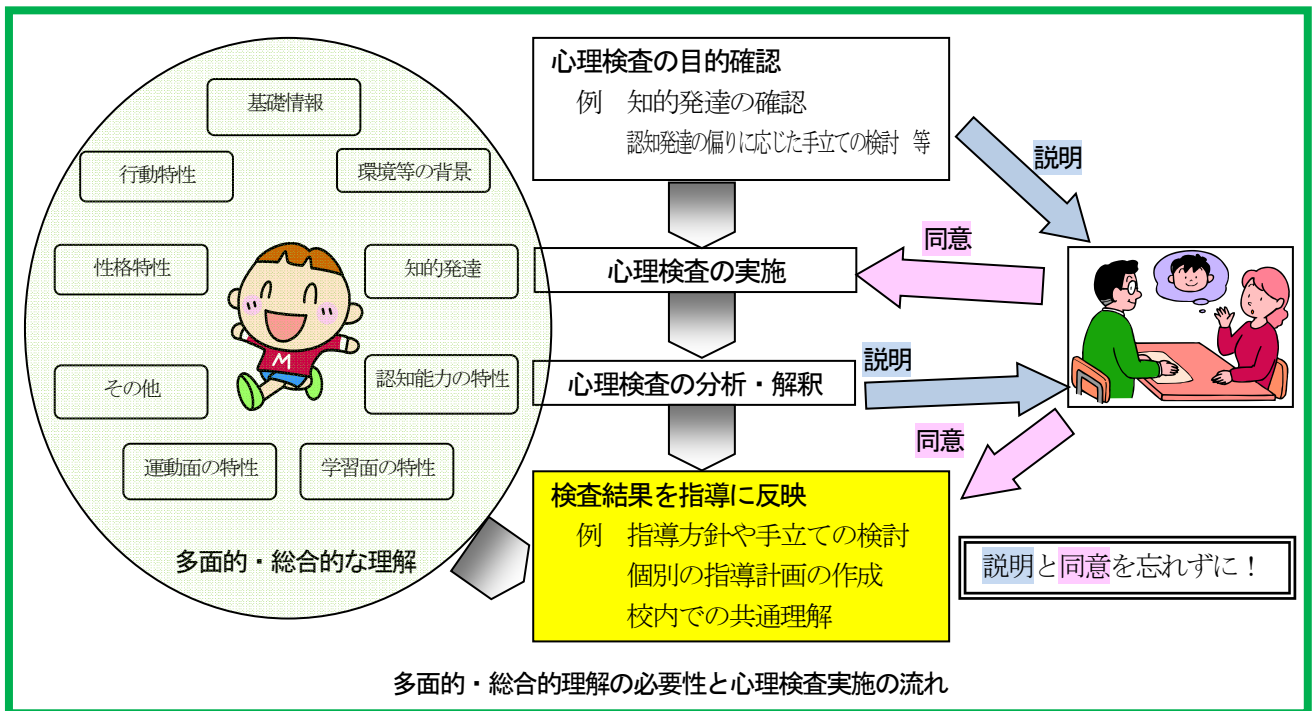 基礎情報
行動特性
環境等の背景
性格特性
知的発達
M
その他
認知能力の特性
運動面の特性
学習面の特性
多面的・総合的な理解
心理検査の目的確認
例 知的発達の確認
認知発達の偏りに応じた手立ての検討 等
説明
同意
心理検査の実施
心理検査の分析・解釈
説明
同意
検査結果を指導に反映
例 指導方針や手立ての検討
個別の指導計画の作成
校内での共通理解
説明と同意を忘れずに!
多面的・総合的理解の必要性と心理検査実施の流れ